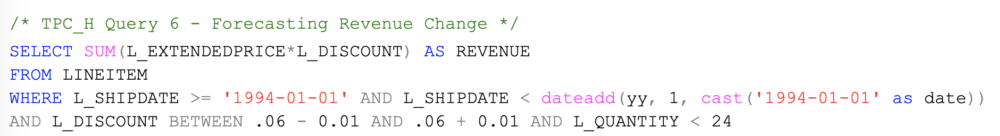 /* TPC_H Query 6 - Forecasting Revenue Change */
SELECT SUM(L_EXTENDEDPRICE*L_DISCOUNT) AS REVENUE
FROM LINEITEM
WHERE L_SHIPDATE >= '1994-01-01' AND L_SHIPDATE < dateadd(yy, 1, cast('1994-01-01' as date))
AND L_DISCOUNT BETWEEN .06 - 0.01 AND .06 + 0.01 AND L_QUANTITY < 24